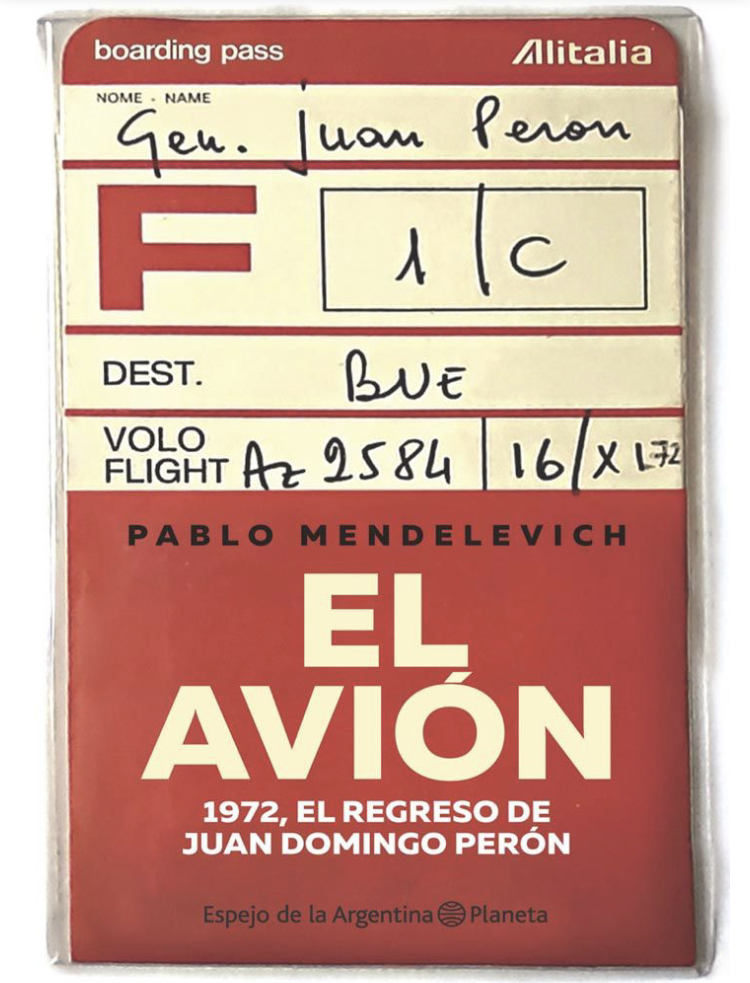 boarding pass Alitalia
NOME - NAME
Gen. Juan Peron
F 1/C
DEST. BUE
VOLO
FLIGHT AZ 2584 16/XI.72
PABLO MENDELEVICH
EL
AVIÓN
1972, EL REGRESO DE
JUAN DOMINGO PERÓN
Espejo de la Argentina Planeta